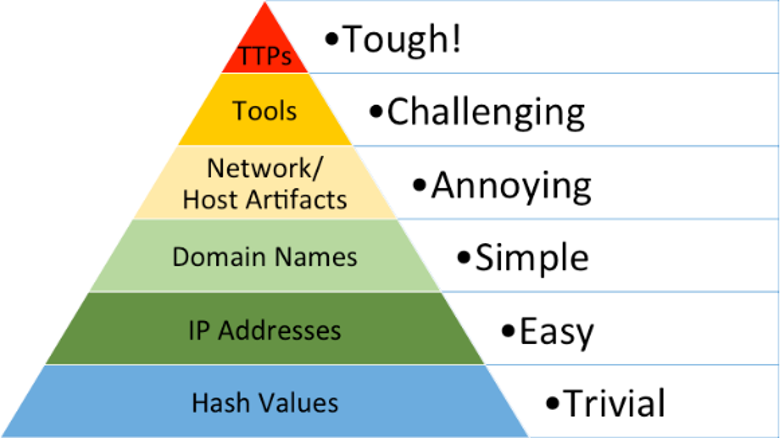 TTPs
•Tough!
Tools
•Challenging
Network/
Host Artifacts
•Annoying
Domain Names
•Simple
IP Addresses
•Easy
Hash Values
•Trivial